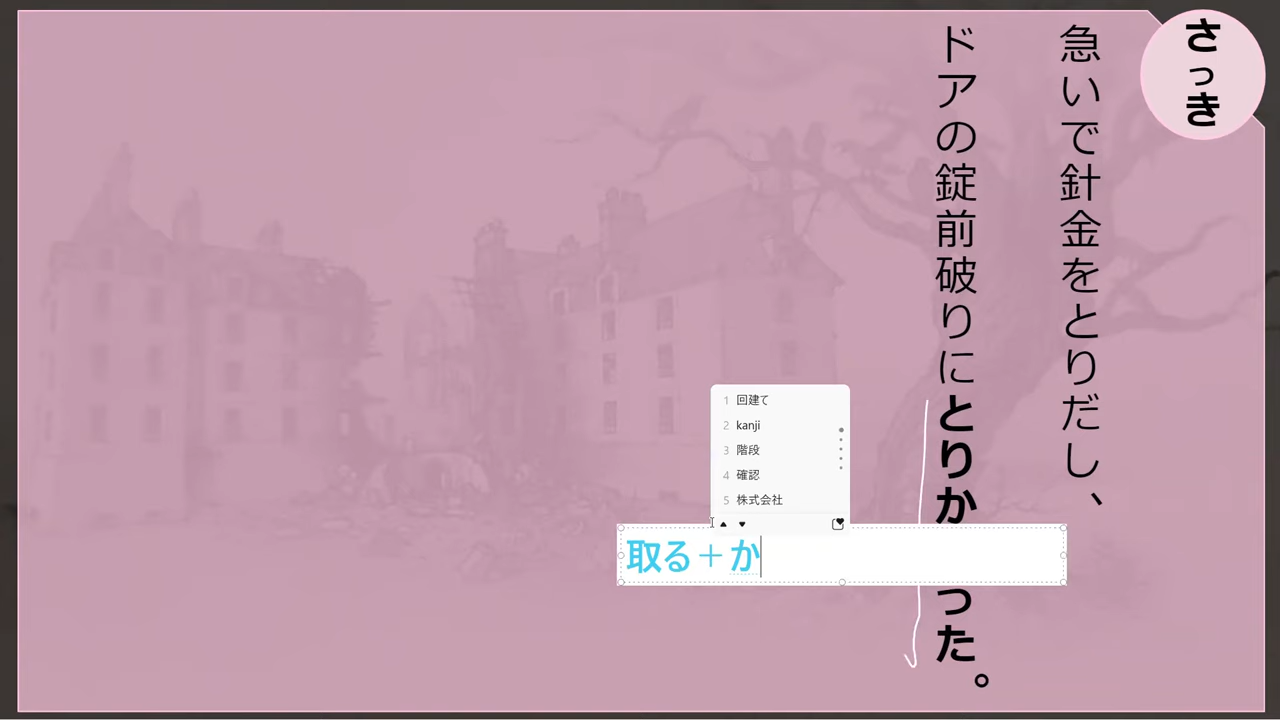 さっき
急いで針金をとりだし、
ドアの錠前破りにとりか
った。
1 回建て
2 kanji
3 階段
4 確認
5 株式会社
取る＋か